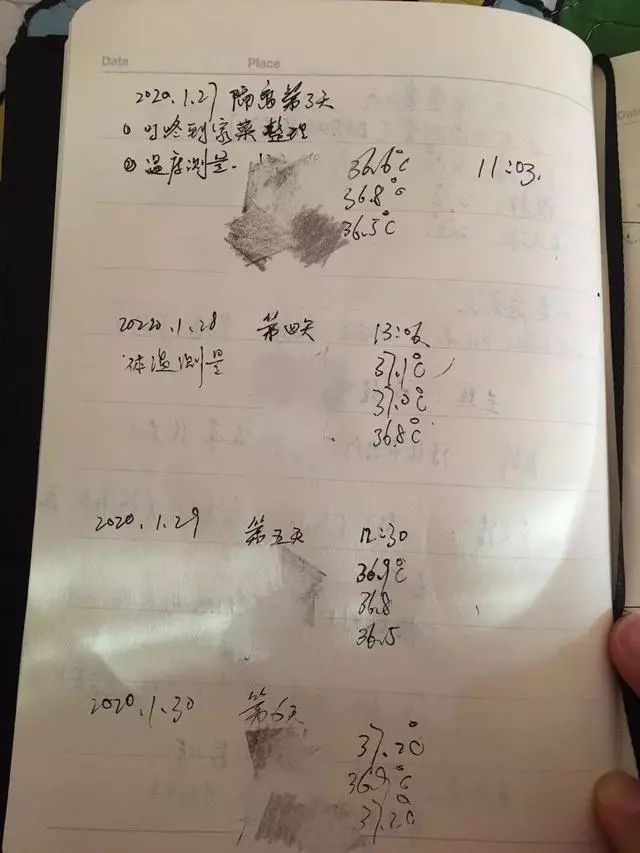 Date Place
2020.1.27 隔离第3天
① 叮咚到家菜整理
② 温度测量. 36.6℃ 11:03.
36.8℃
36.5℃
2020.1.28 第四天 13:06
体温测量 37.1℃
37.0℃
36.8℃
2020.1.29 第五天 12:30
36.9℃
36.8
36.5
2020.1.30 第6天
37.2℃
36.9℃
37.2℃